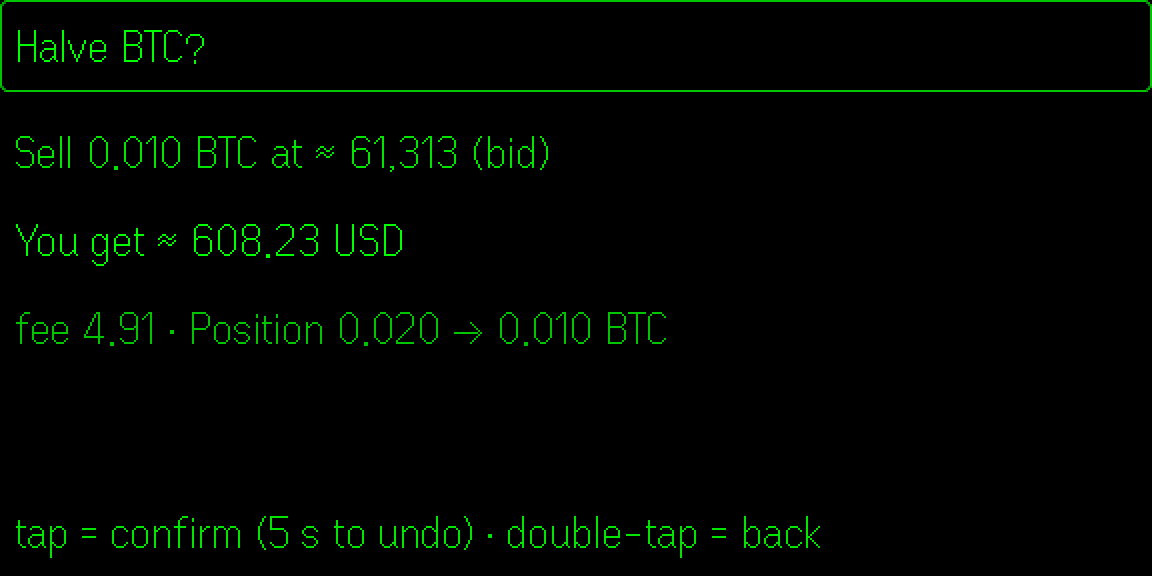 Halve BTC?
Sell 0.010 BTC at ≈ 61,313 (bid)
You get ≈ 608.23 USD
fee 4.91 · Position 0.020 → 0.010 BTC
tap = confirm (5 s to undo) · double-tap = back